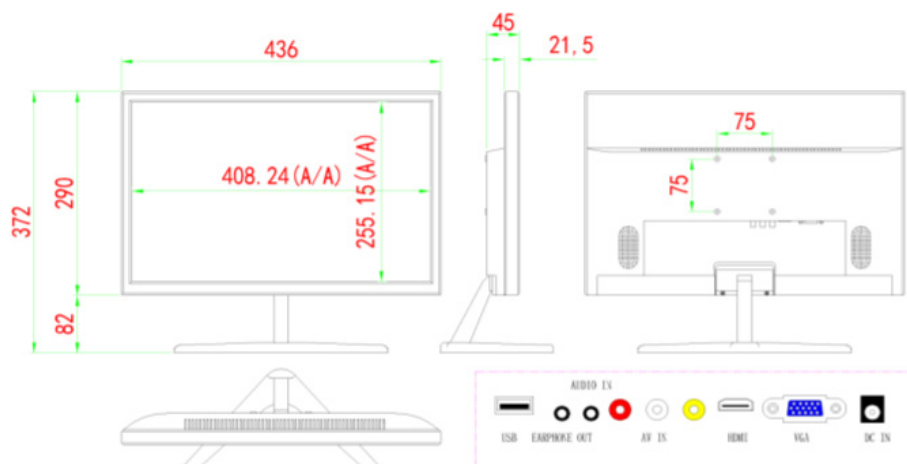 436
45
21,5
372
290
82
408.24(A/A)
255.15(A/A)
75
75
AUDIO IN
USB
EARPHOKE OUT
AV IN
HDMI
VGA
DC IN